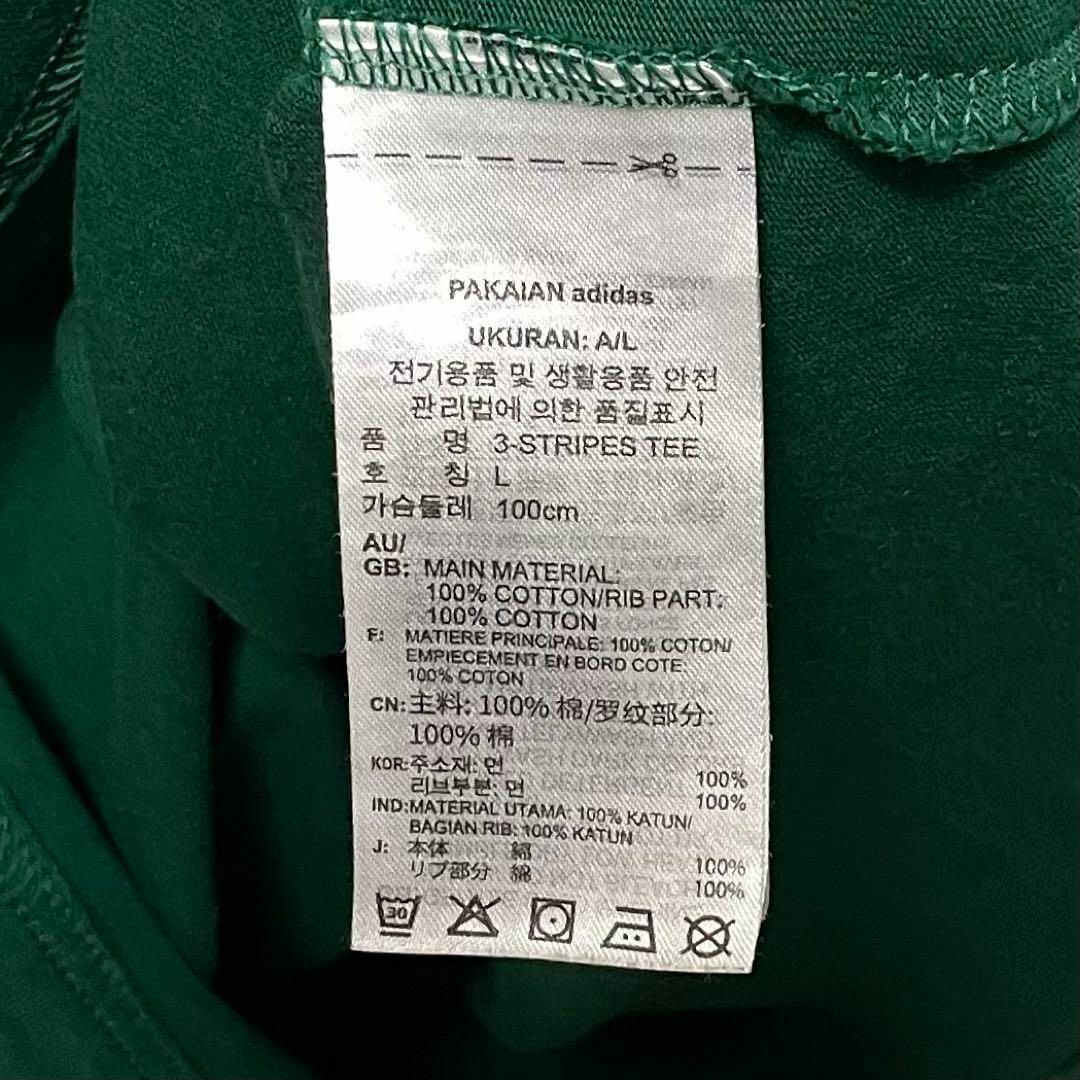 PAKAIAN adidas
UKURAN: A/L
전기용품 및 생활용품 안전
관리법에 의한 품질표시
품 명 3-STRIPES TEE
호 칭 L
가슴둘레 100cm
AU/
GB: MAIN MATERIAL:
100% COTTON/RIB PART:
100% COTTON
F: MATIERE PRINCIPALE: 100% COTON/
EMPIECEMENT EN BORD COTE:
100% COTON
CN: 主料: 100% 棉/罗纹部分:
100% 棉
KOR: 주소재: 면 100%
리브부분: 면 100%
IND: MATERIAL UTAMA: 100% KATUN/
BAGIAN RIB: 100% KATUN
J: 本体 綿 100%
リブ部分 綿 100%
30